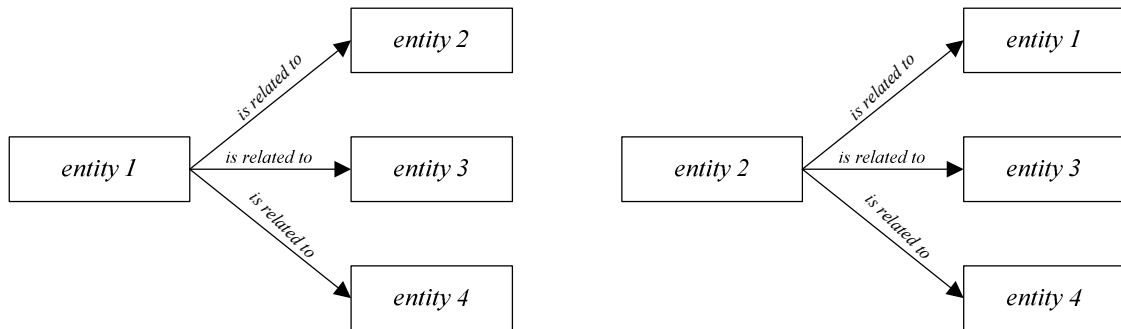 entity 2
is related to
entity 1
is related to
entity 3
is related to
entity 4
entity 1
is related to
entity 2
is related to
entity 3
is related to
entity 4